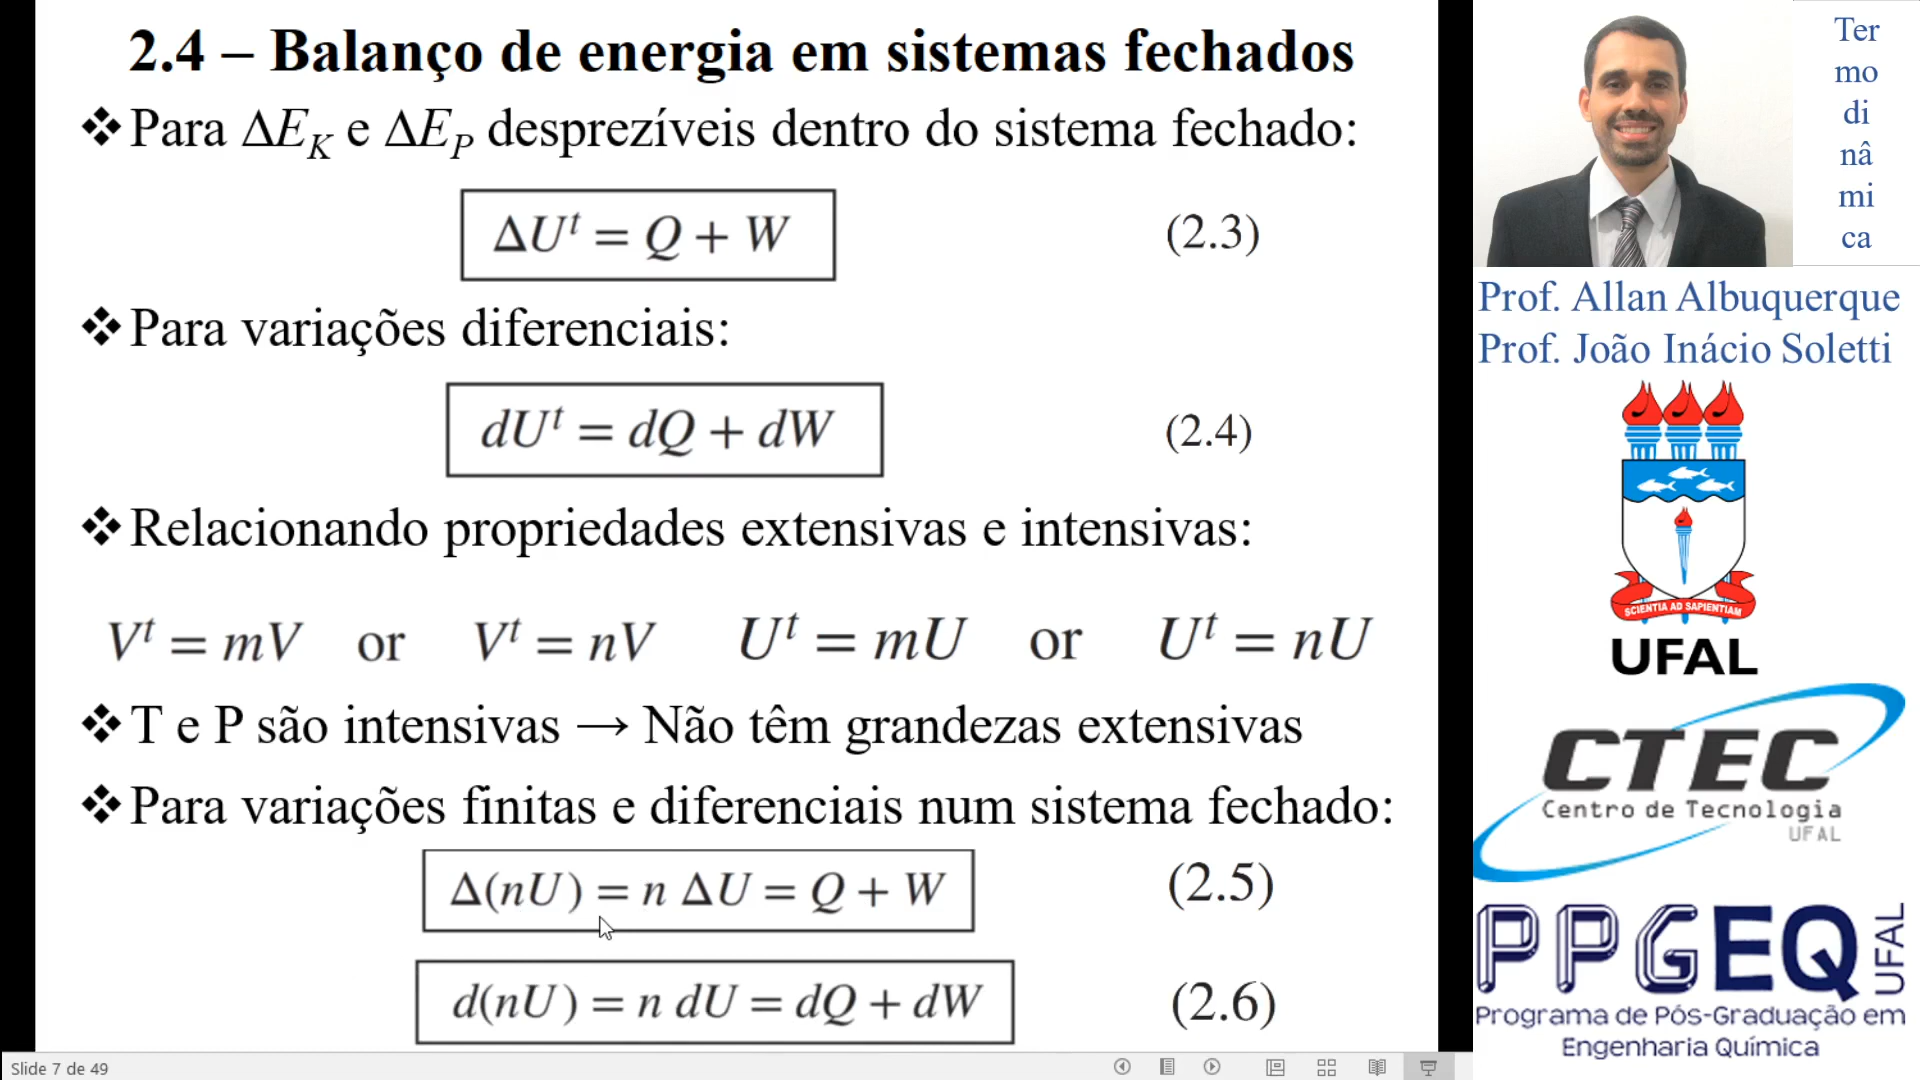 2.4 – Balanço de energia em sistemas fechados
❖Para ΔE_K e ΔE_P desprezíveis dentro do sistema fechado:
ΔU^t = Q + W (2.3)
❖Para variações diferenciais:
dU^t = dQ + dW (2.4)
❖Relacionando propriedades extensivas e intensivas:
V^t = mV or V^t = nV U^t = mU or U^t = nU
❖T e P são intensivas → Não têm grandezas extensivas
❖Para variações finitas e diferenciais num sistema fechado:
Δ(nU) = n ΔU = Q + W (2.5)
d(nU) = n dU = dQ + dW (2.6)
Slide 7 de 49
Ter
mo
di
nâ
mi
ca
Prof. Allan Albuquerque
Prof. João Inácio Soletti
SCIENTIA AD SAPIENTIAM
UFAL
CTEC
Centro de Tecnologia
UFAL
PPGEQ
UFAL
Programa de Pós-Graduação em
Engenharia Química